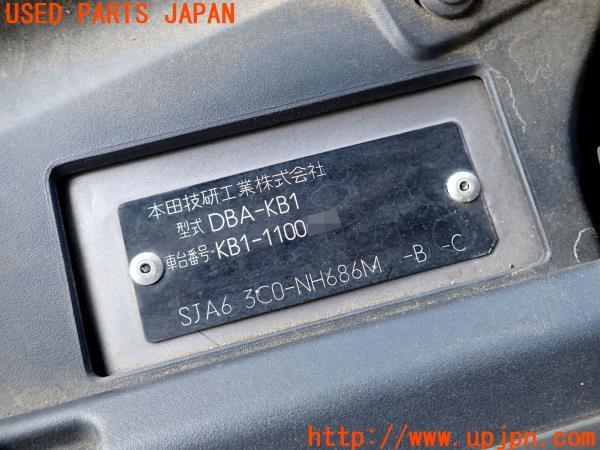 USED PARTS JAPAN
本田技研工業株式会社
型式 DBA-KB1
車台番号 KB1-1100
SJA6 3C0-NH686M -B -C
http://www.upjpn.com